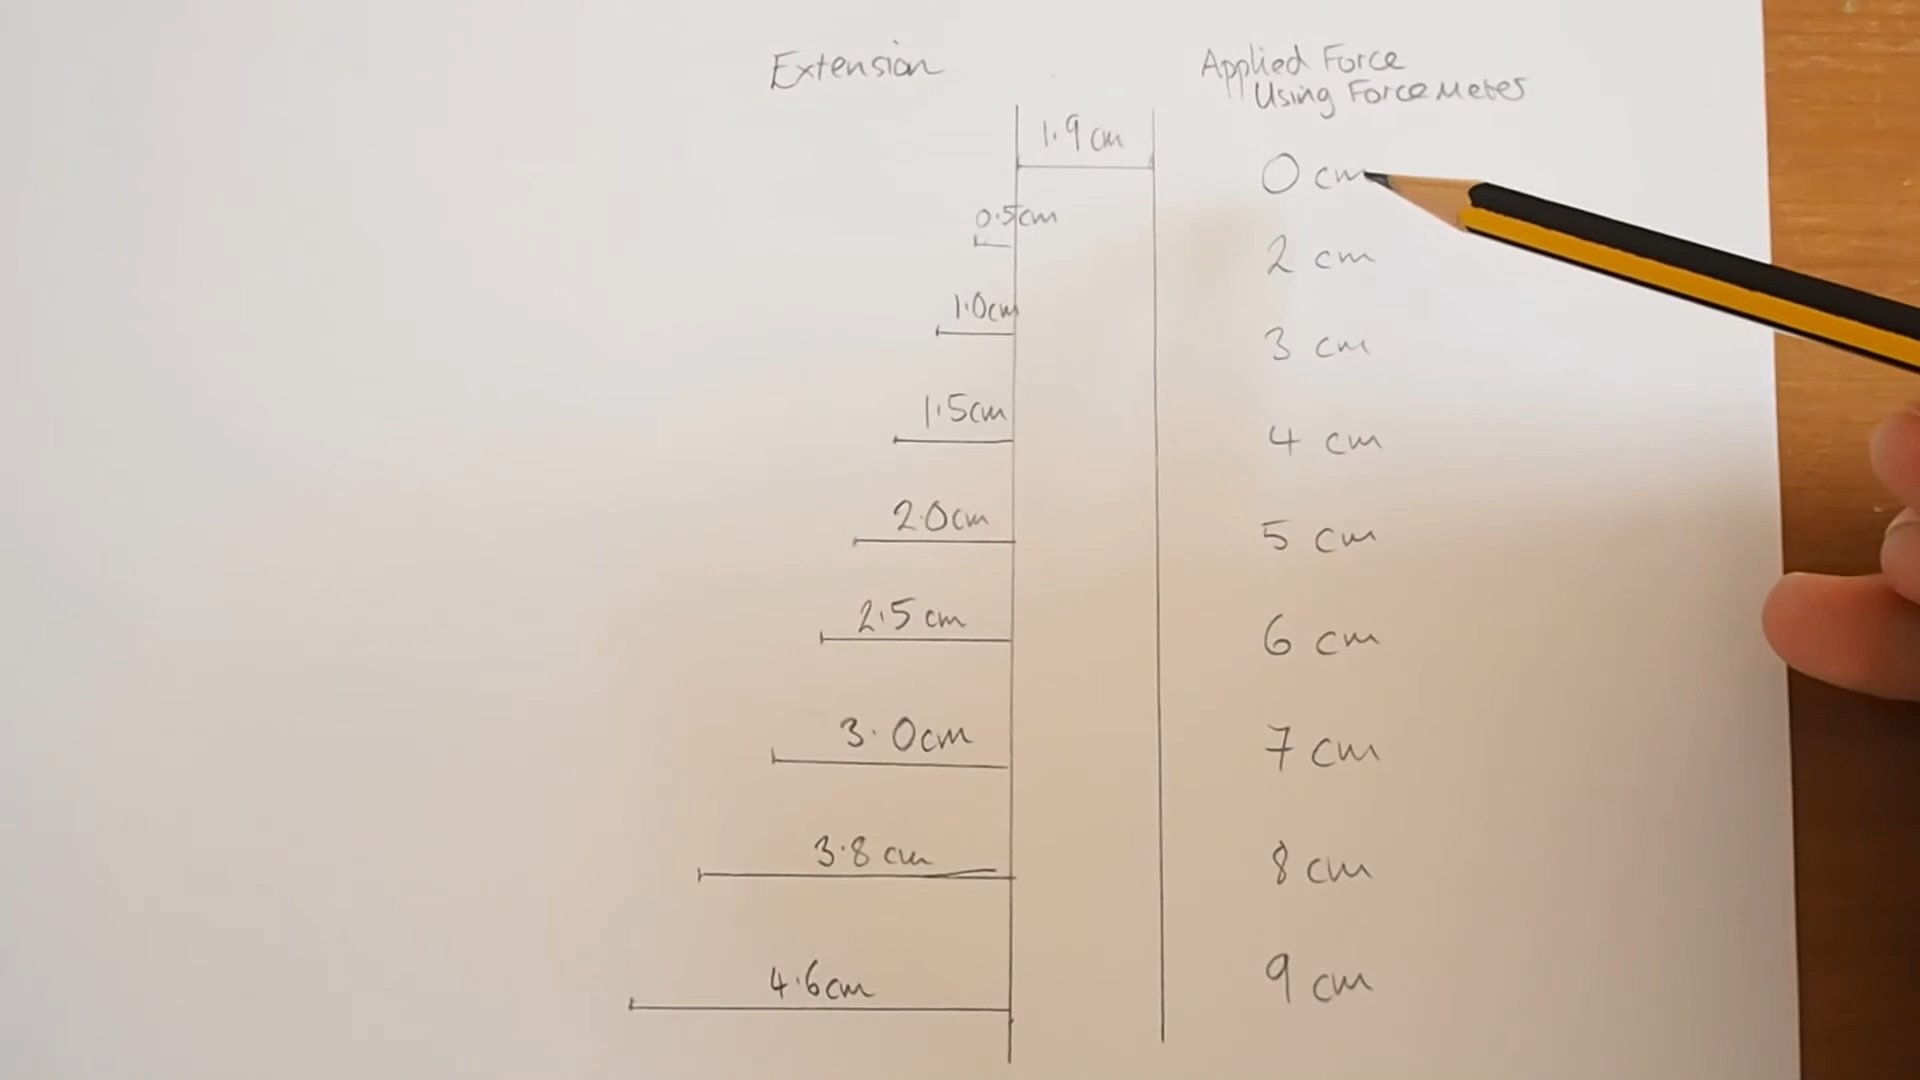 Extension
Applied Force
Using Force Meter
1.9 cm
0 cm
0.5cm
2 cm
1.0cm
3 cm
1.5cm
4 cm
2.0cm
5 cm
2.5 cm
6 cm
3.0cm
7 cm
3.8 cm
8 cm
4.6cm
9 cm